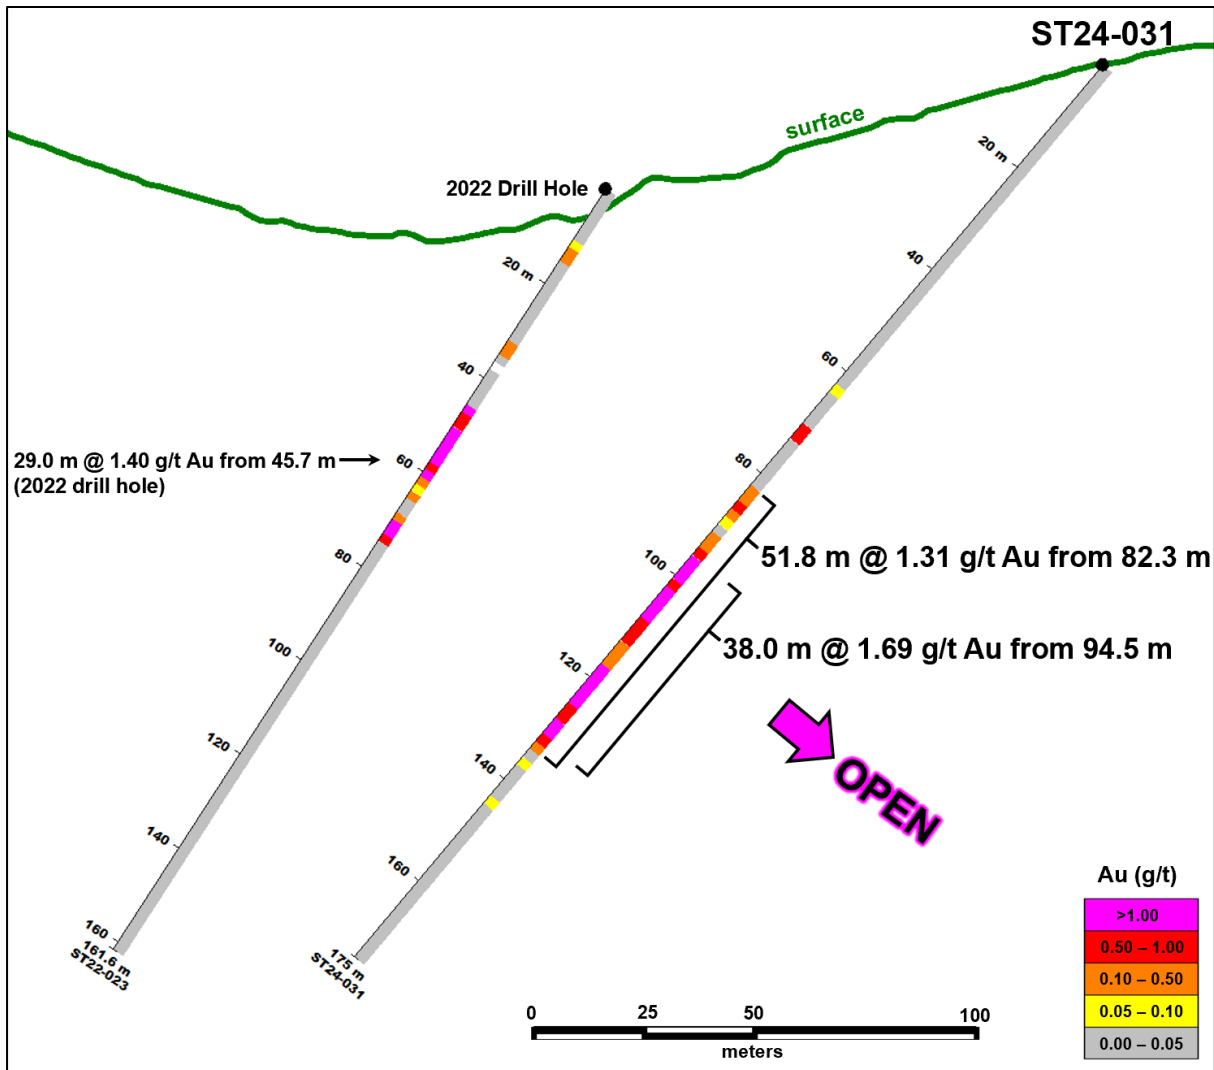 ST24-031
surface
2022 Drill Hole
20 m
40
60
80
100
120
140
160
161.6 m
ST22-023
29.0 m @ 1.40 g/t Au from 45.7 m
(2022 drill hole)
20 m
40
60
80
100
120
140
160
175 m
ST24-031
51.8 m @ 1.31 g/t Au from 82.3 m
38.0 m @ 1.69 g/t Au from 94.5 m
OPEN
Au (g/t)
>1.00
0.50 – 1.00
0.10 – 0.50
0.05 – 0.10
0.00 – 0.05
0 25 50 100
meters